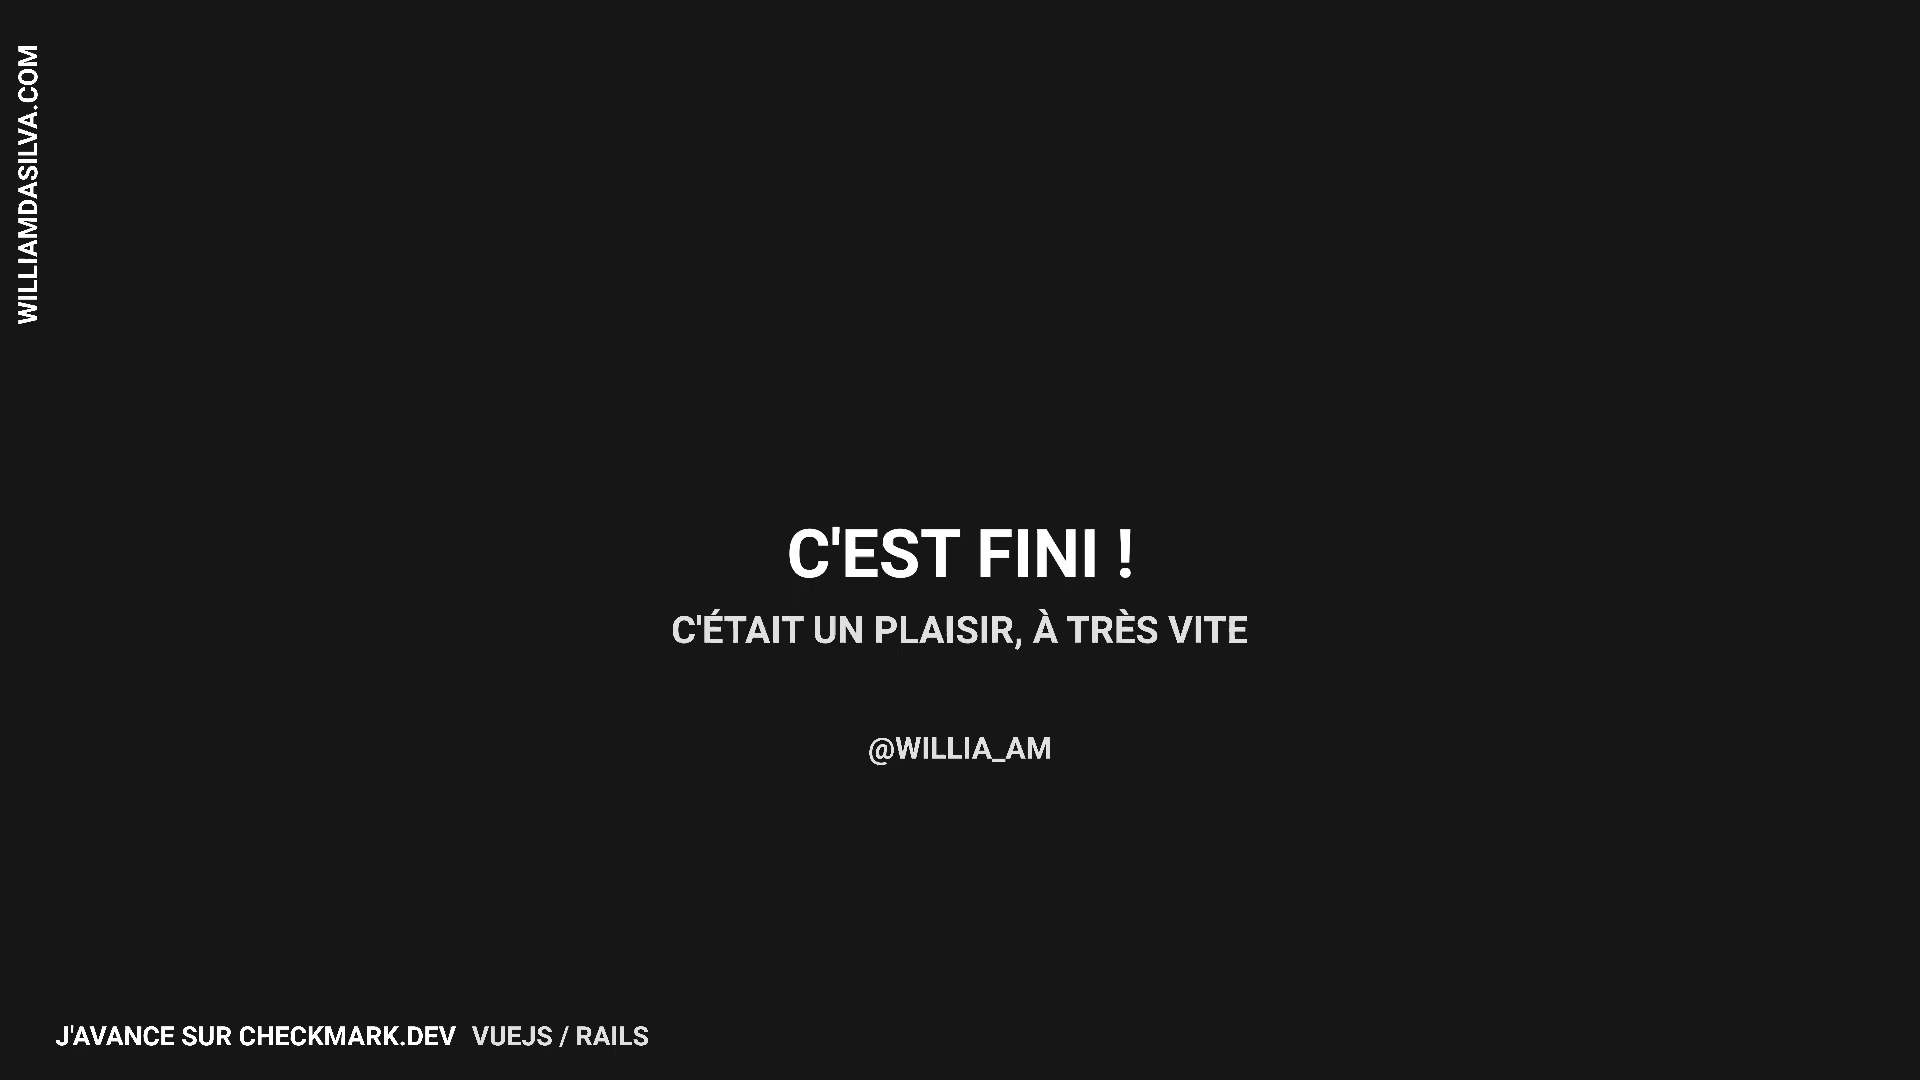 WILLIAMDASILVA.COM
C'EST FINI !
C'ÉTAIT UN PLAISIR, À TRÈS VITE
@WILLIA_AM
J'AVANCE SUR CHECKMARK.DEV VUEJS / RAILS